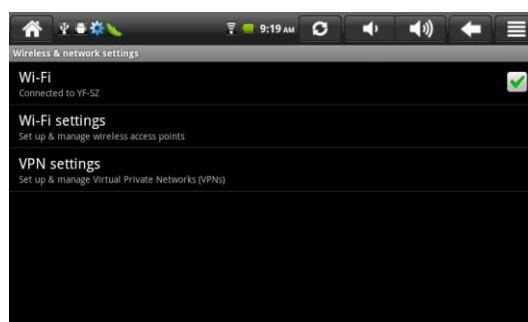 9:19 AM
Wireless & network settings
Wi-Fi
Connected to YF-SZ
Wi-Fi settings
Set up & manage wireless access points
VPN settings
Set up & manage Virtual Private Networks (VPNs)